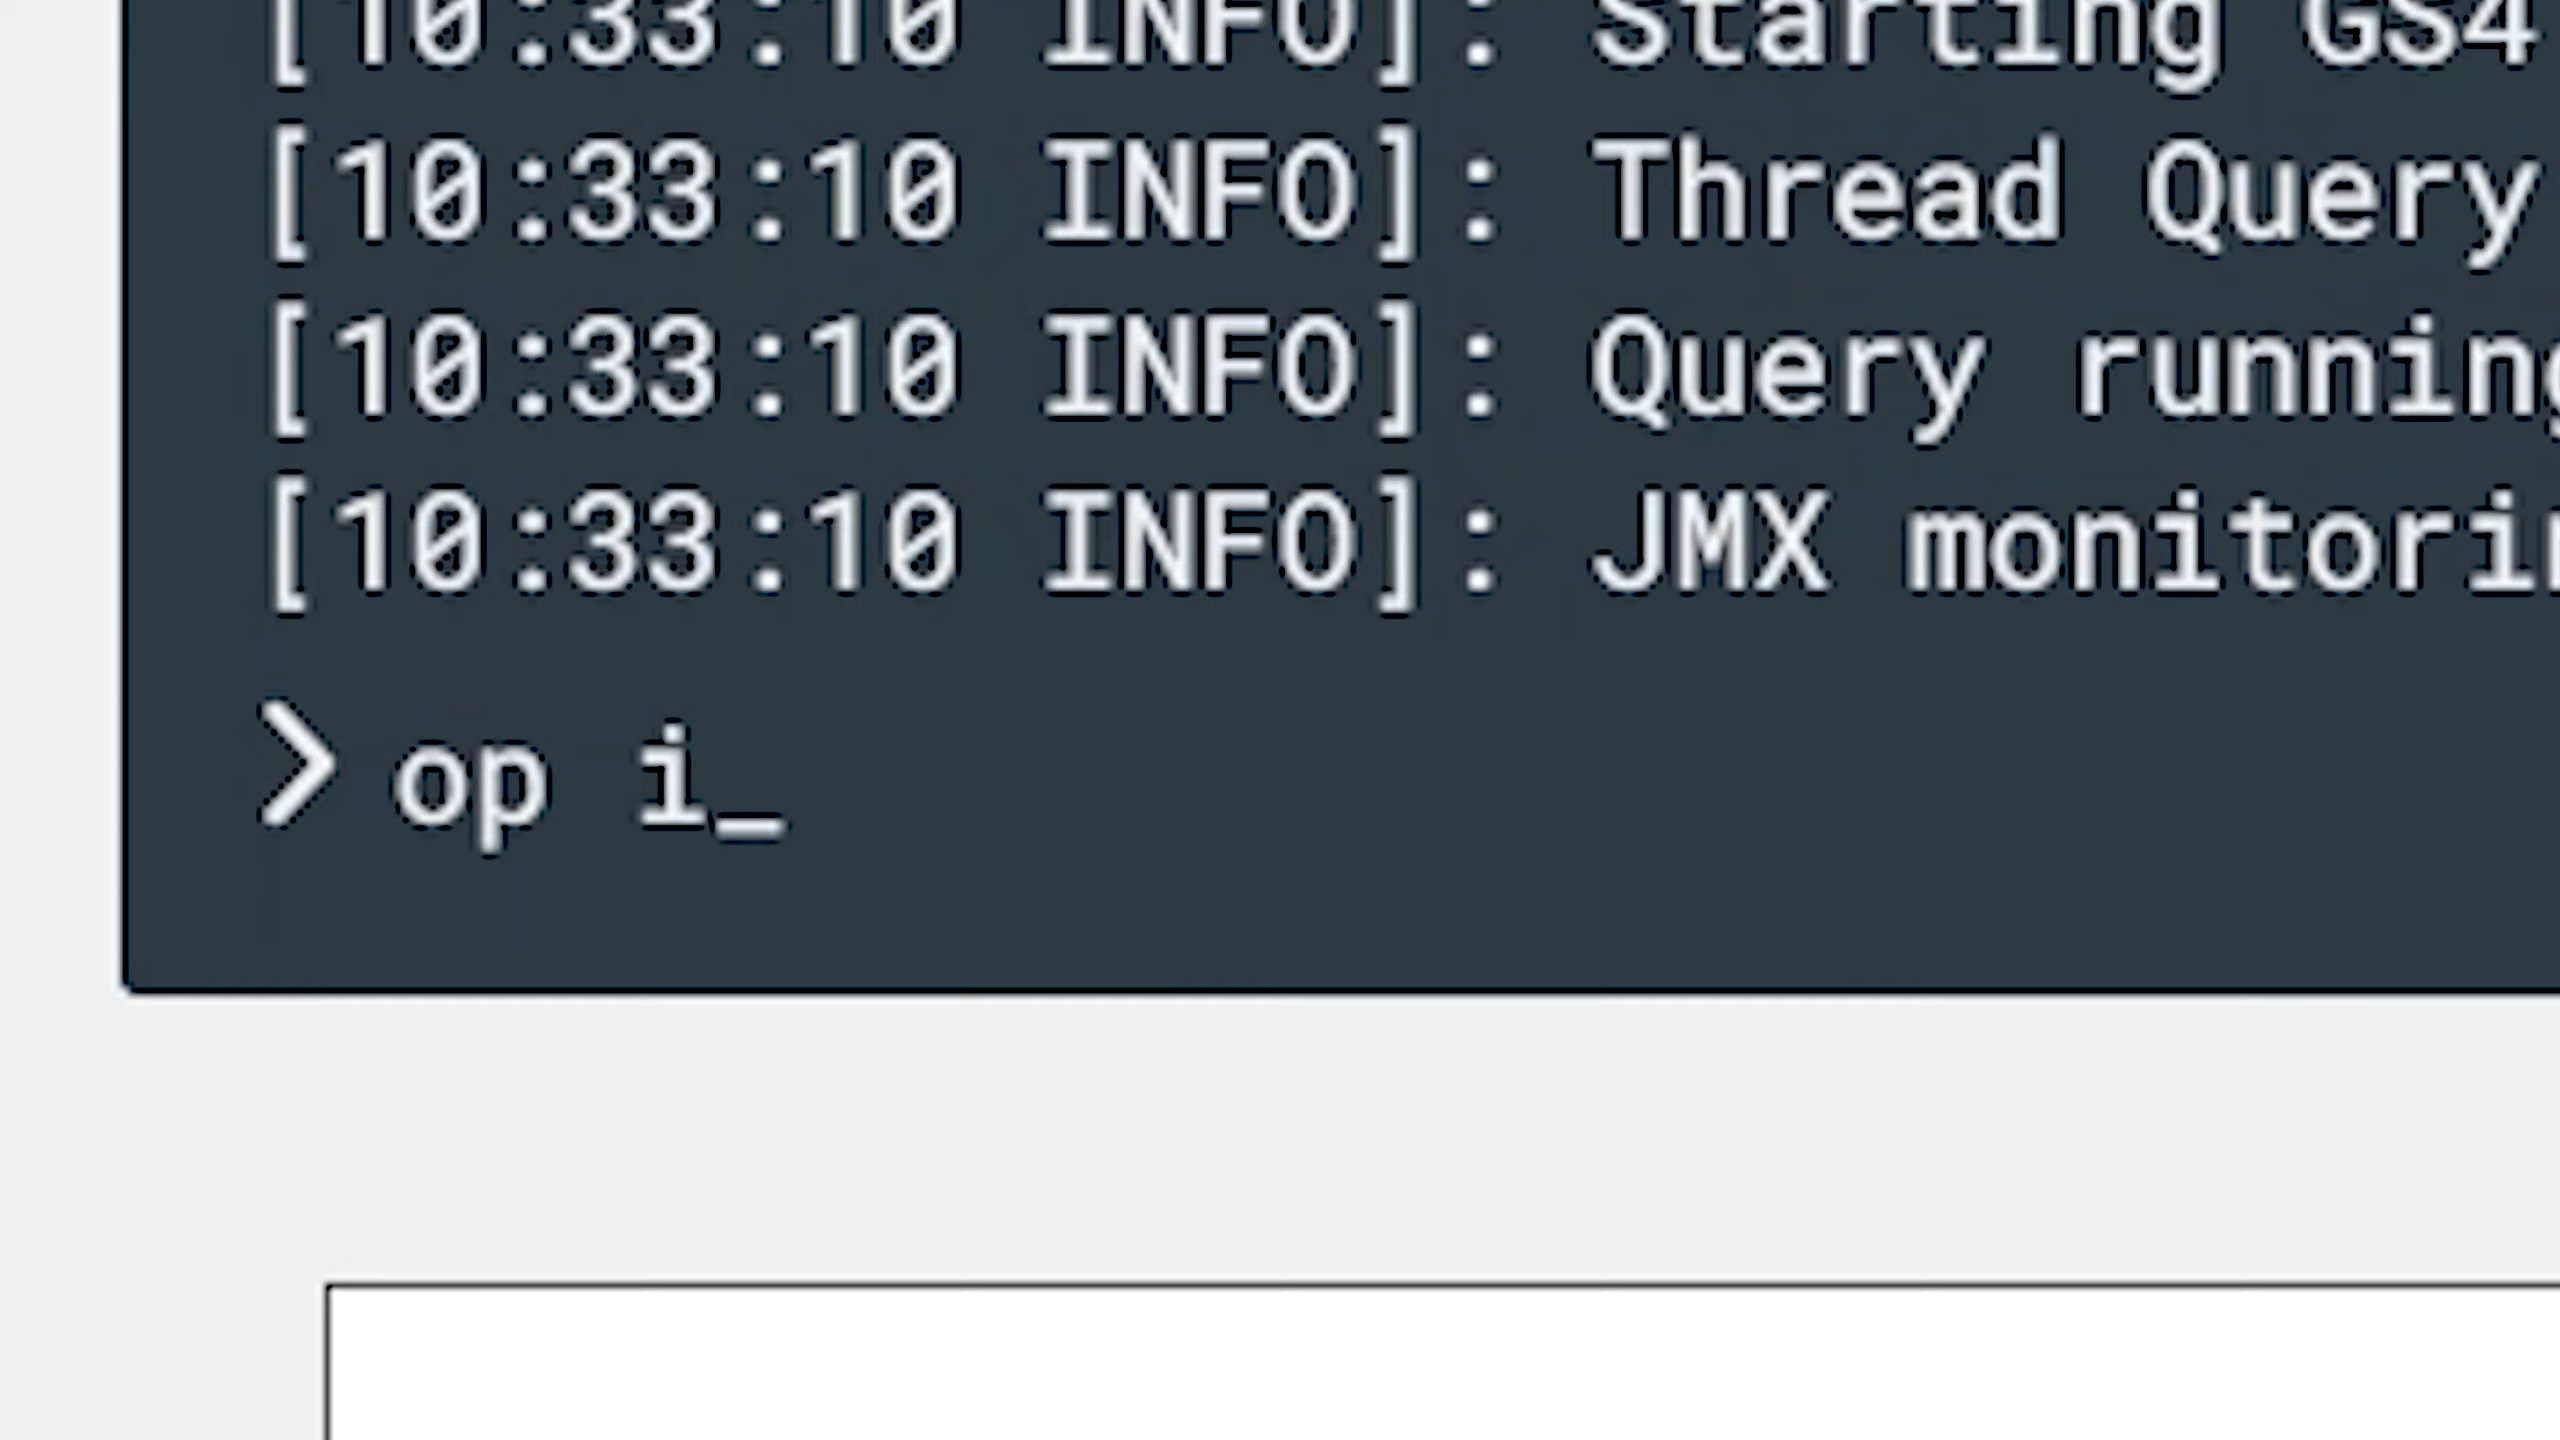 [10:33:10 INFO]: Starting GS4
[10:33:10 INFO]: Thread Query
[10:33:10 INFO]: Query running
[10:33:10 INFO]: JMX monitorin
> op i_